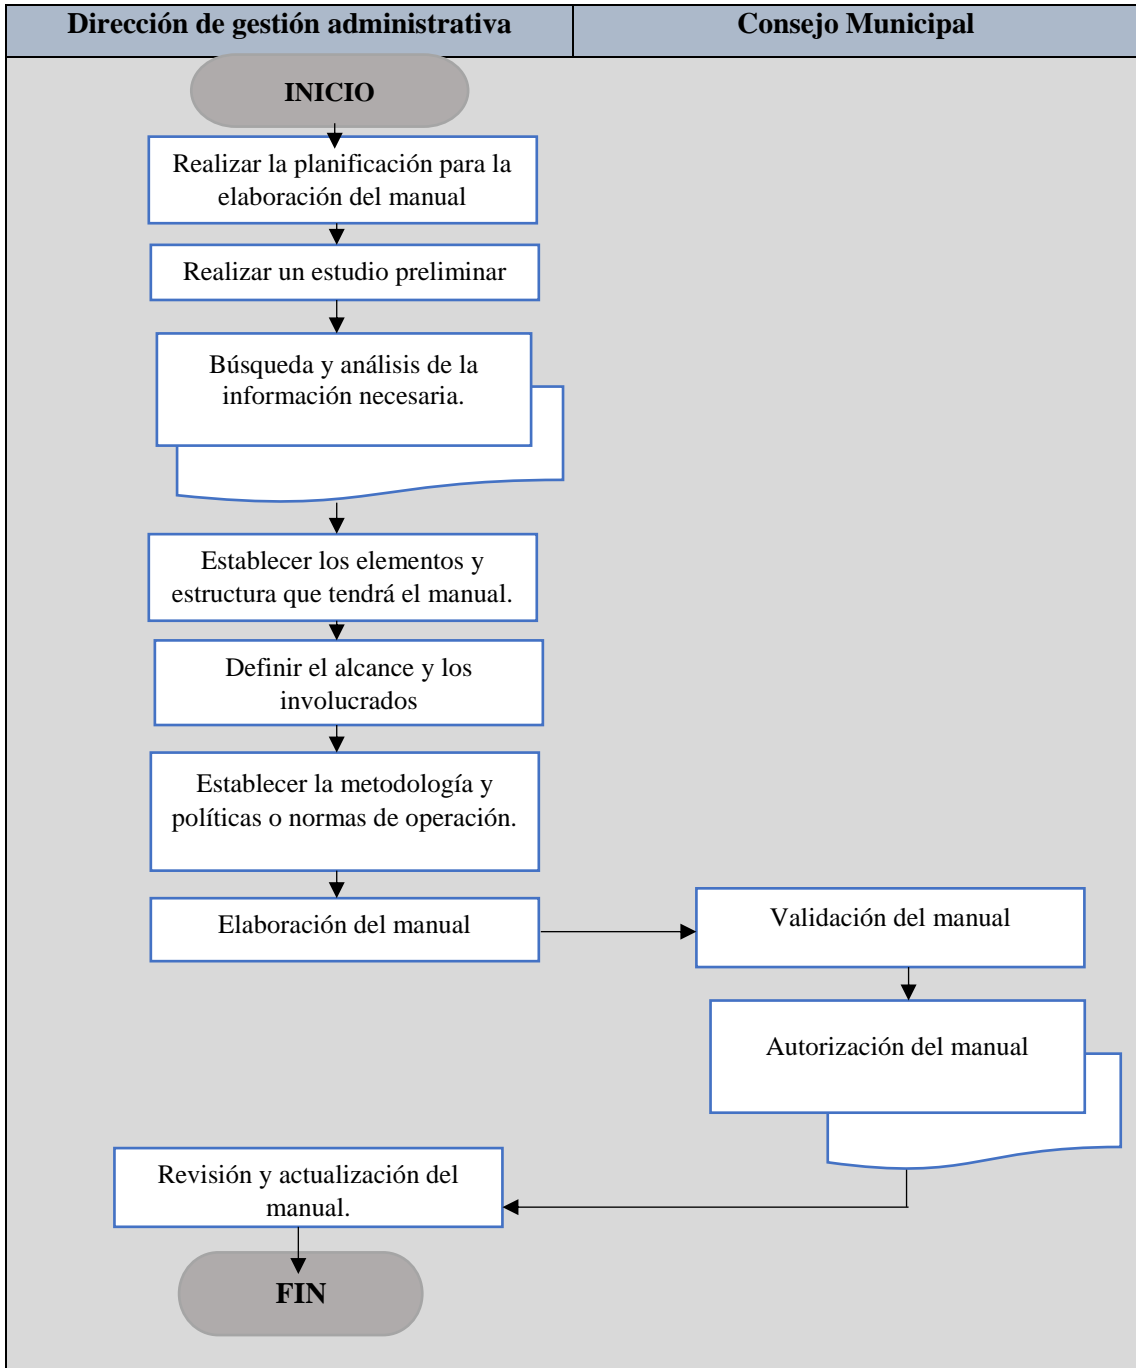 Dirección de gestión administrativa
Consejo Municipal
INICIO
Realizar la planificación para la
elaboración del manual
Realizar un estudio preliminar
Búsqueda y análisis de la
información necesaria.
Establecer los elementos y
estructura que tendrá el manual.
Definir el alcance y los
involucrados
Establecer la metodología y
políticas o normas de operación.
Elaboración del manual
Validación del manual
Autorización del manual
Revisión y actualización del
manual.
FIN